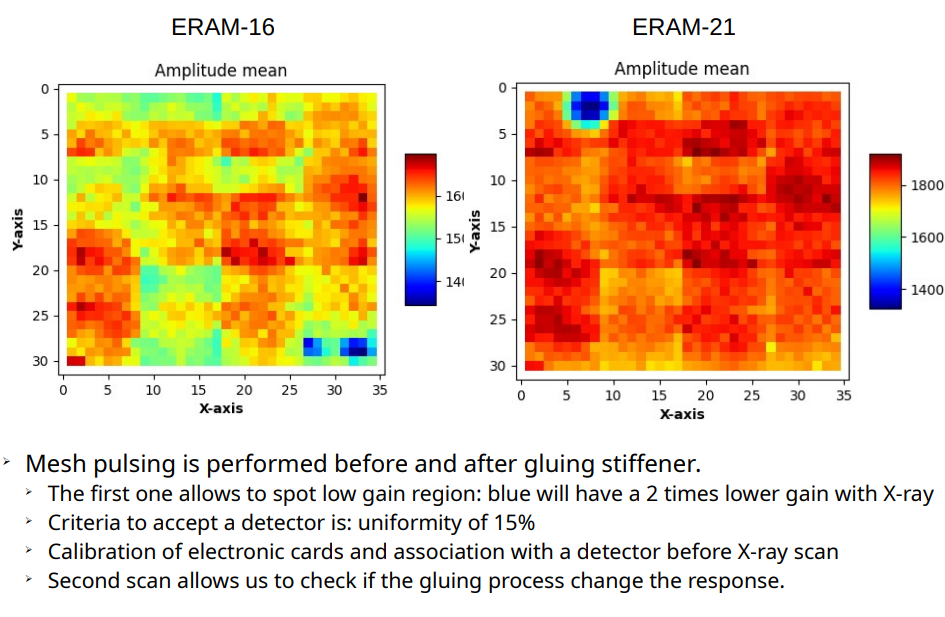 ERAM-16
ERAM-21
Amplitude mean
Amplitude mean
0
5
10
15
20
25
30
Y-axis
0 5 10 15 20 25 30 35
X-axis
0
5
10
15
20
25
30
Y-axis
0 5 10 15 20 25 30 35
X-axis
1800
1600
1400
Mesh pulsing is performed before and after gluing stiffener.
The first one allows to spot low gain region: blue will have a 2 times lower gain with X-ray
Criteria to accept a detector is: uniformity of 15%
Calibration of electronic cards and association with a detector before X-ray scan
Second scan allows us to check if the gluing process change the response.